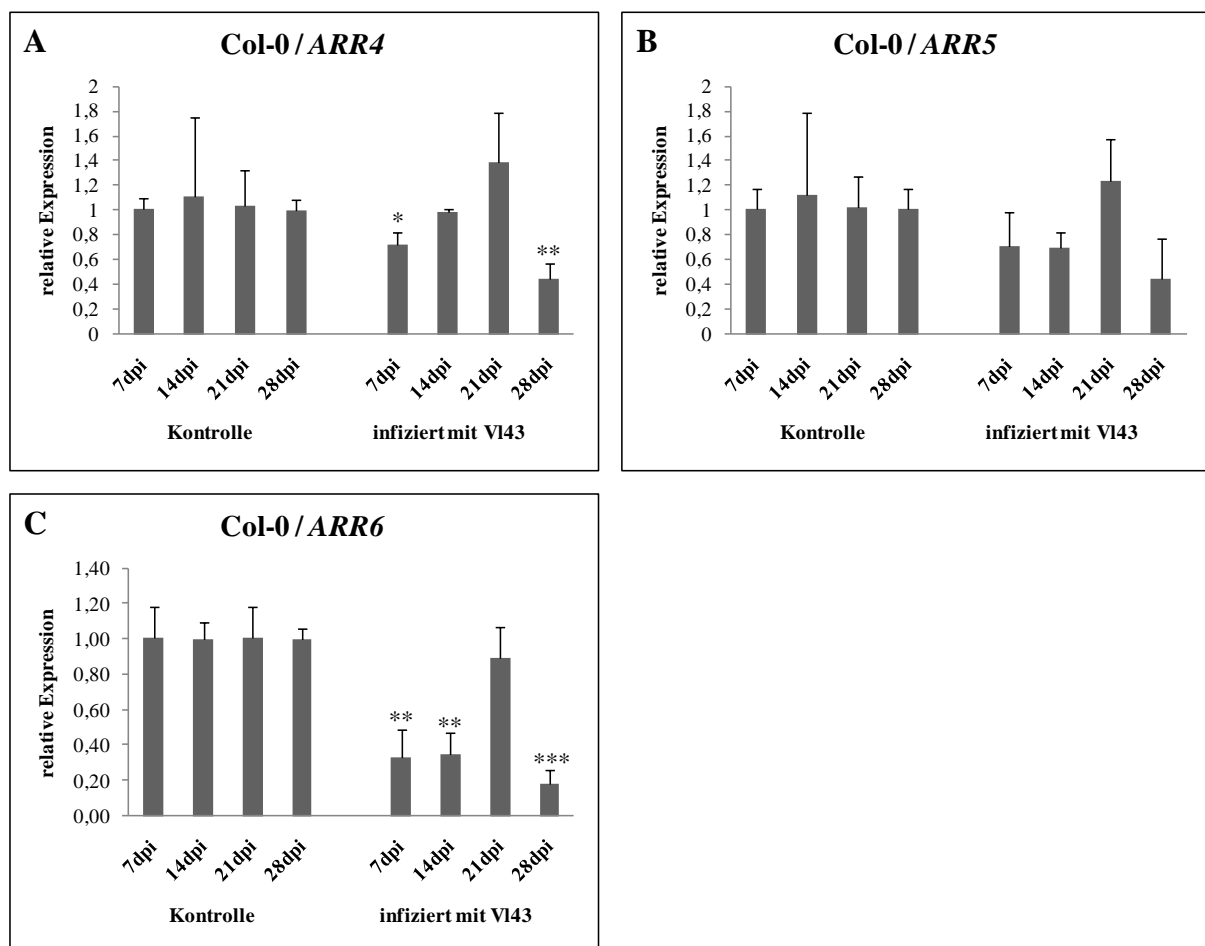 A
Col-0 / ARR4
relative Expression
2
1,8
1,6
1,4
1,2
1
0,8
0,6
0,4
0,2
0
*
**
7dpi 14dpi 21dpi 28dpi 7dpi 14dpi 21dpi 28dpi
Kontrolle infiziert mit Vl43
B
Col-0 / ARR5
relative Expression
2
1,8
1,6
1,4
1,2
1
0,8
0,6
0,4
0,2
0
7dpi 14dpi 21dpi 28dpi 7dpi 14dpi 21dpi 28dpi
Kontrolle infiziert mit Vl43
C
Col-0 / ARR6
relative Expression
1,40
1,20
1,00
0,80
0,60
0,40
0,20
0,00
** ** ***
7dpi 14dpi 21dpi 28dpi 7dpi 14dpi 21dpi 28dpi
Kontrolle infiziert mit Vl43